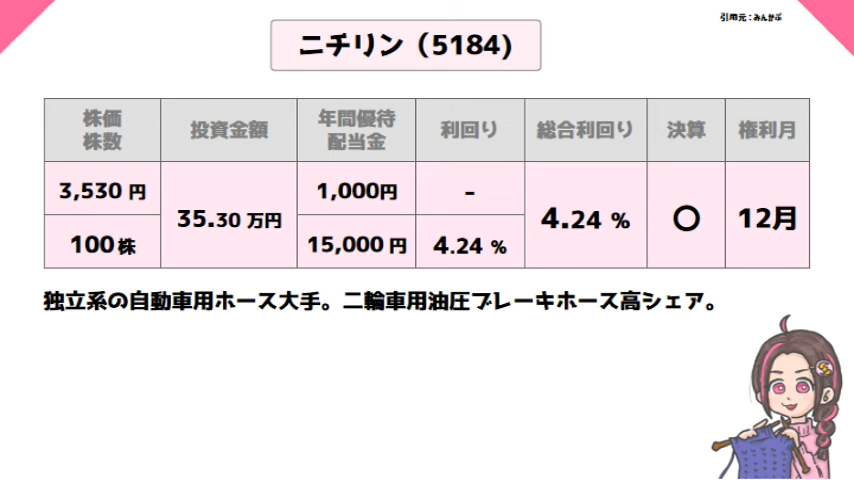 引用元：みんかぶ
ニチリン（5184）
株価
株数
投資金額
年間優待
配当金
利回り
総合利回り
決算
権利月
3,530 円
100 株
35.30 万円
1,000円
15,000 円
–
4.24 %
4.24 %
〇
12月
独立系の自動車用ホース大手。二輪車用油圧ブレーキホース高シェア。